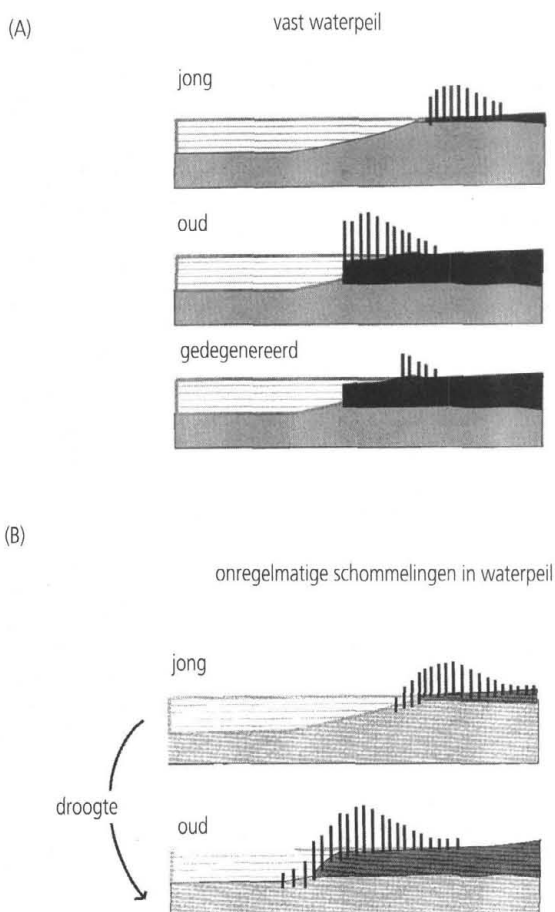 (A)
vast waterpeil
jong
oud
gedegenereerd
(B)
onregelmatige schommelingen in waterpeil
jong
droogte
oud